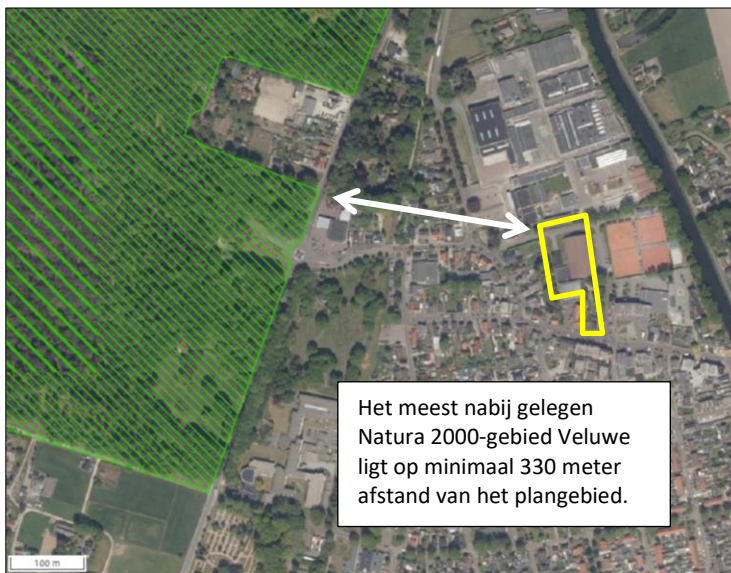 Het meest nabij gelegen
Natura 2000-gebied Veluwe
ligt op minimaal 330 meter
afstand van het plangebied.
100 m